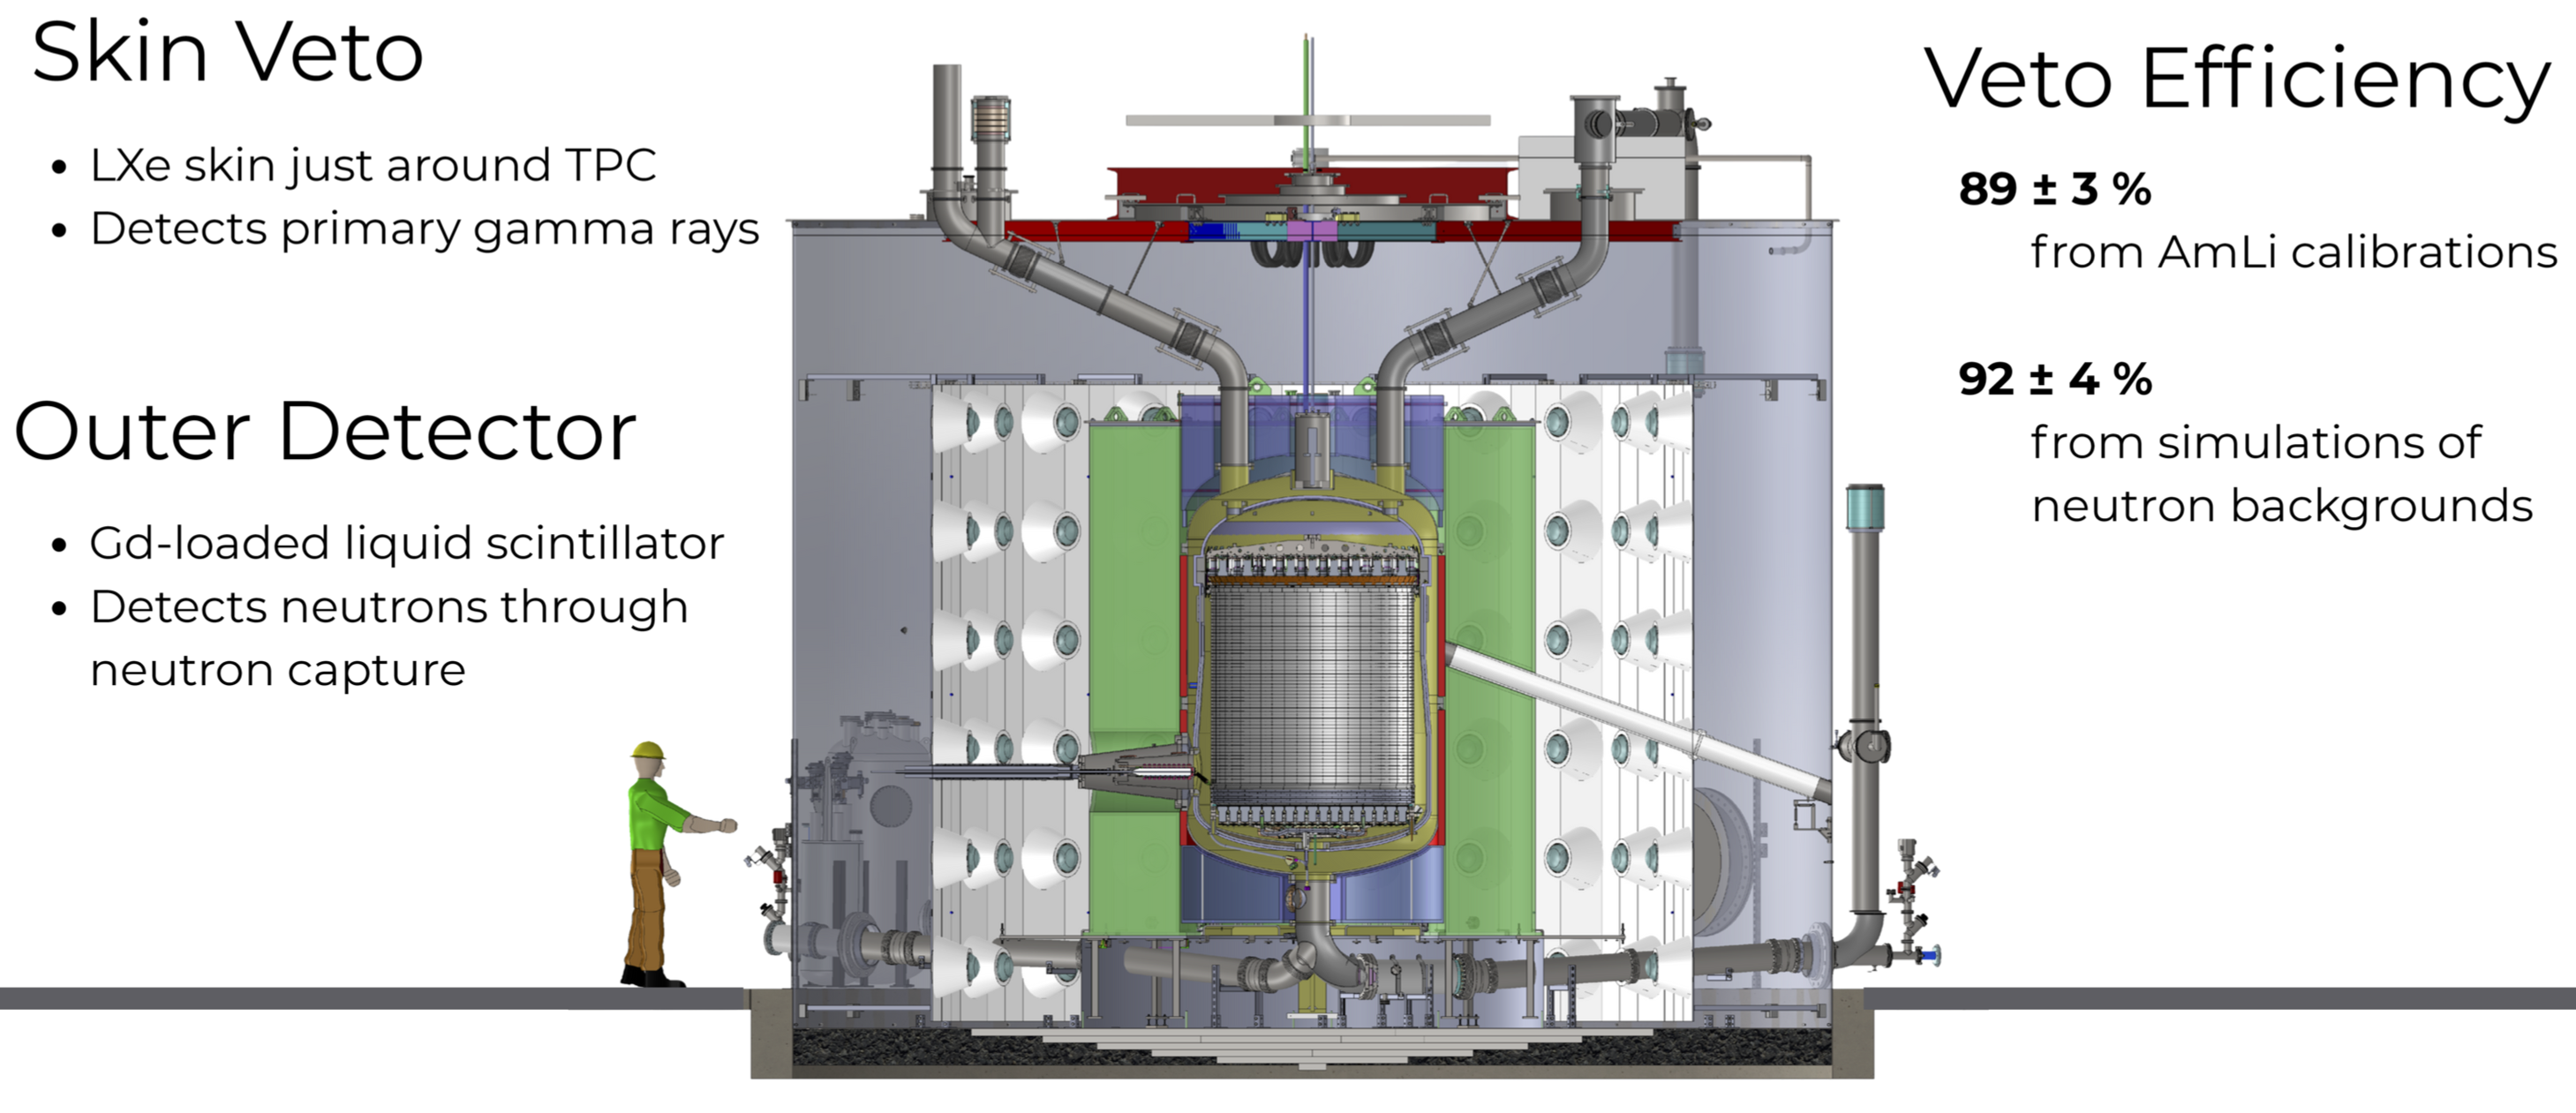 Skin Veto
• LXe skin just around TPC
• Detects primary gamma rays
Outer Detector
• Gd-loaded liquid scintillator
• Detects neutrons through
neutron capture
Veto Efficiency
89 ± 3 %
from AmLi calibrations
92 ± 4 %
from simulations of
neutron backgrounds